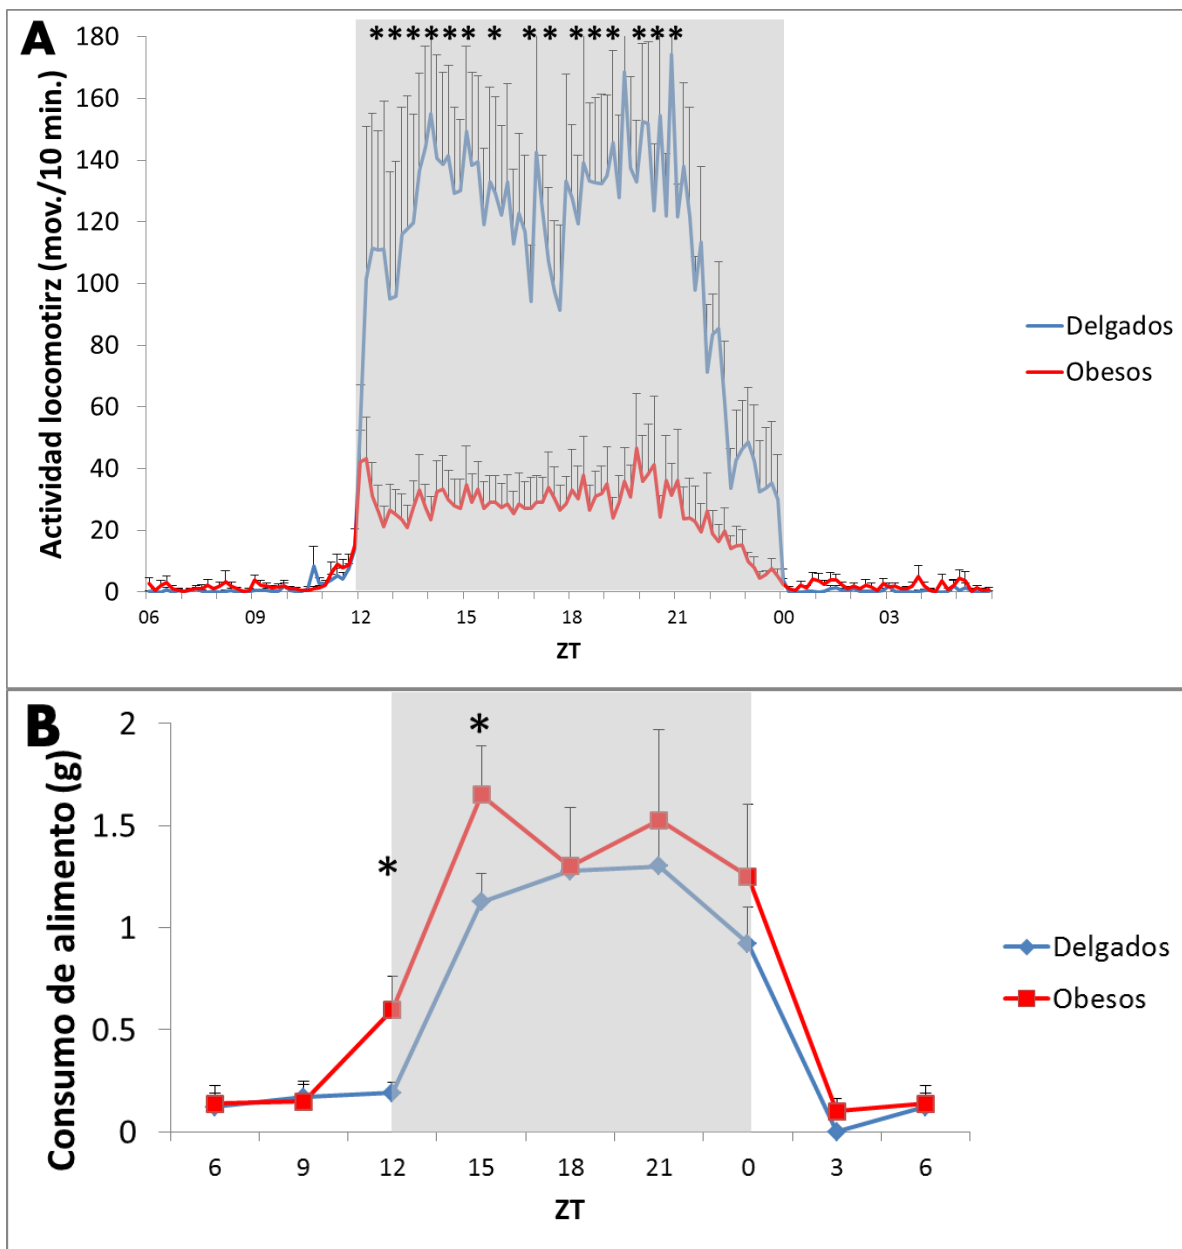 A
Actividad locomotirz (mov./10 min.)
180
* * * * * * * * * * * * * * *
160
140
120
100
80
60
40
20
0
Delgados
Obesos
06 09 12 15 18 21 00 03
ZT
B
Consumo de alimento (g)
2
*
1.5
*
1
0.5
0
Delgados
Obesos
6 9 12 15 18 21 0 3 6
ZT